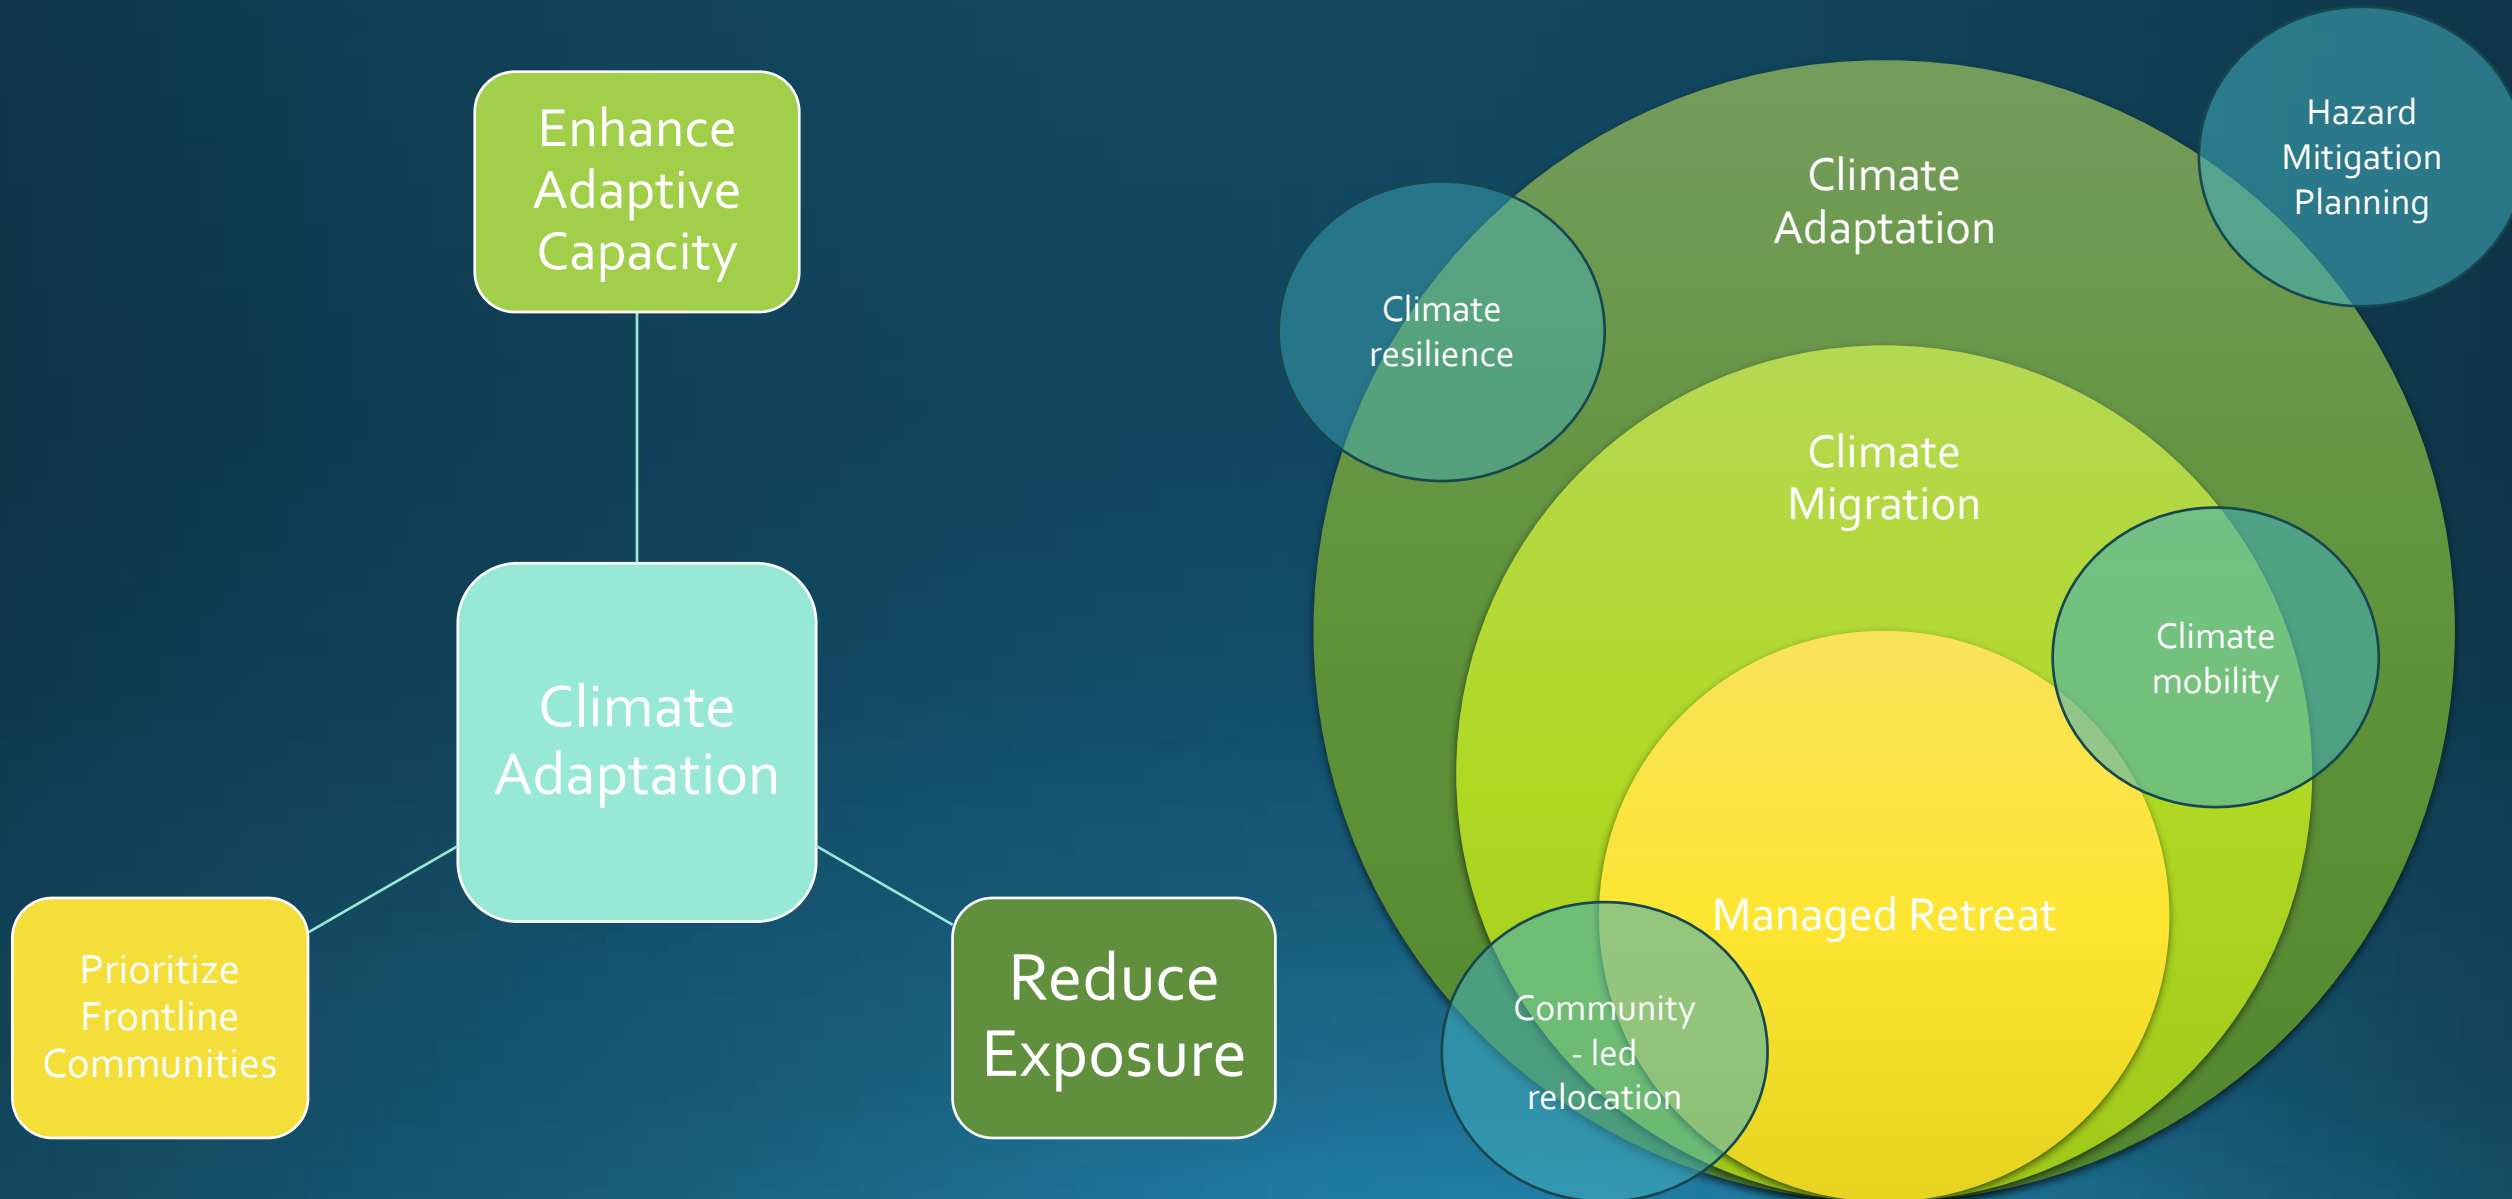 Enhance
Adaptive
Capacity
Climate
Adaptation
Prioritize
Frontline
Communities
Reduce
Exposure
Climate
Adaptation
Hazard
Mitigation
Planning
Climate
resilience
Climate
Migration
Climate
mobility
Managed Retreat
Community
- led
relocation